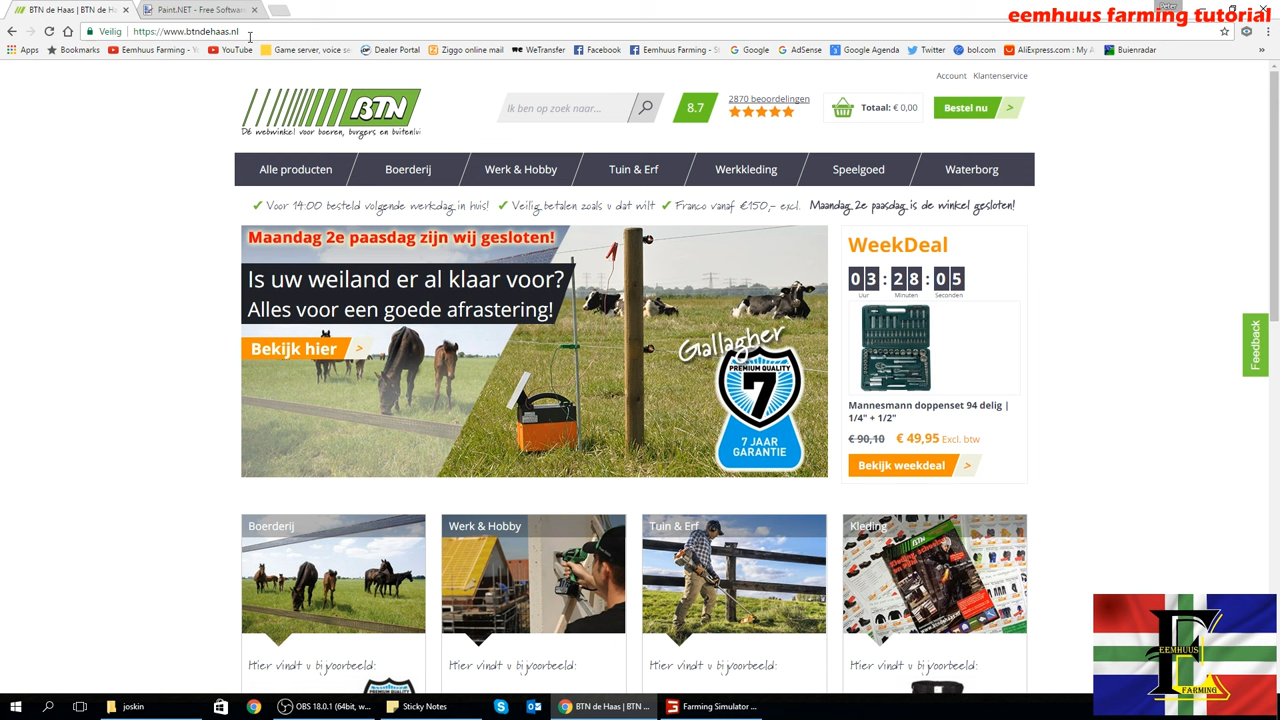 BTN de Haas | BTN de Ha
Paint.NET - Free Softwar
eemhuus farming tutorial
Veilig
https://www.btndehaas.nl
Apps
Bookmarks
Eemhuus Farming - Y
YouTube
Game server, voice se
Dealer Portal
Ziggo online mail
WeTransfer
Facebook
Eemhuus Farming - S
Google
AdSense
Google Agenda
Twitter
bol.com
AliExpress.com : My A
Buienradar
Account
Klantenservice
BTN
Dé webwinkel voor boeren, burgers en buitenlui
Ik ben op zoek naar...
8.7
2870 beoordelingen
Totaal: € 0,00
Bestel nu >
Alle producten
Boerderij
Werk & Hobby
Tuin & Erf
Werkkleding
Speelgoed
Waterborg
Voor 14:00 besteld volgende werkdag in huis!
Veilig betalen zoals u dat wilt
Franco vanaf €150,- excl.
Maandag 2e paasdag is de winkel gesloten!
Maandag 2e paasdag zijn wij gesloten!
Is uw weiland er al klaar voor?
Alles voor een goede afrastering!
Bekijk hier >
Gallagher
PREMIUM QUALITY
7
7 JAAR
GARANTIE
WeekDeal
03 : 28 : 05
Uur
Minuten
Seconden
Mannesmann doppenset 94 delig |
1/4" + 1/2"
€ 90,10
€ 49,95 Excl. btw
Bekijk weekdeal >
Feedback
Boerderij
Werk & Hobby
Tuin & Erf
Kleding
Hier vindt u bijvoorbeeld:
Hier vindt u bijvoorbeeld:
Hier vindt u bijvoorbeeld:
Hier vindt u bijvoorbeeld:
EEMHUUS
FARMING
joskin
OBS 18.0.1 (64bit, w...
Sticky Notes
BTN de Haas | BTN ...
Farming Simulator ...